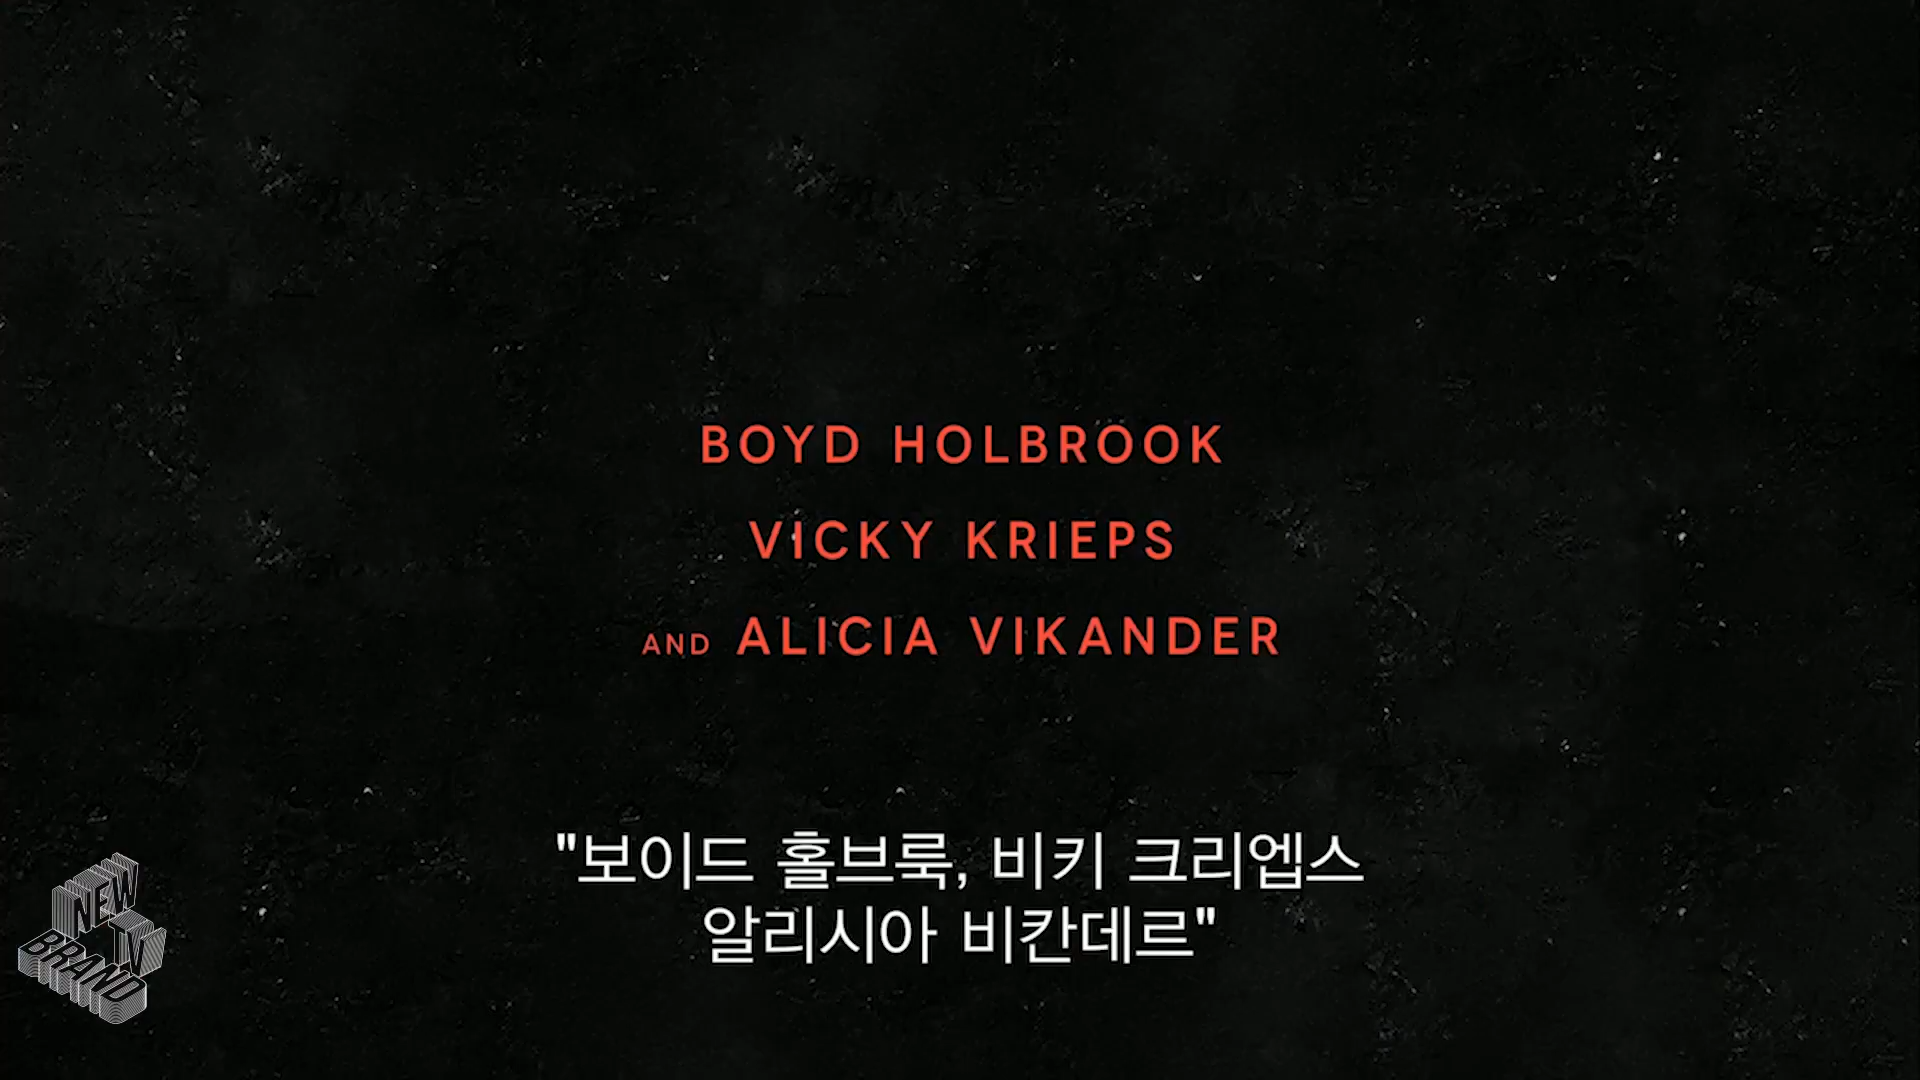 BOYD HOLBROOK
VICKY KRIEPS
AND ALICIA VIKANDER
"보이드 홀브룩, 비키 크리엡스
알리시아 비칸데르"
NEW
TV
BRAND